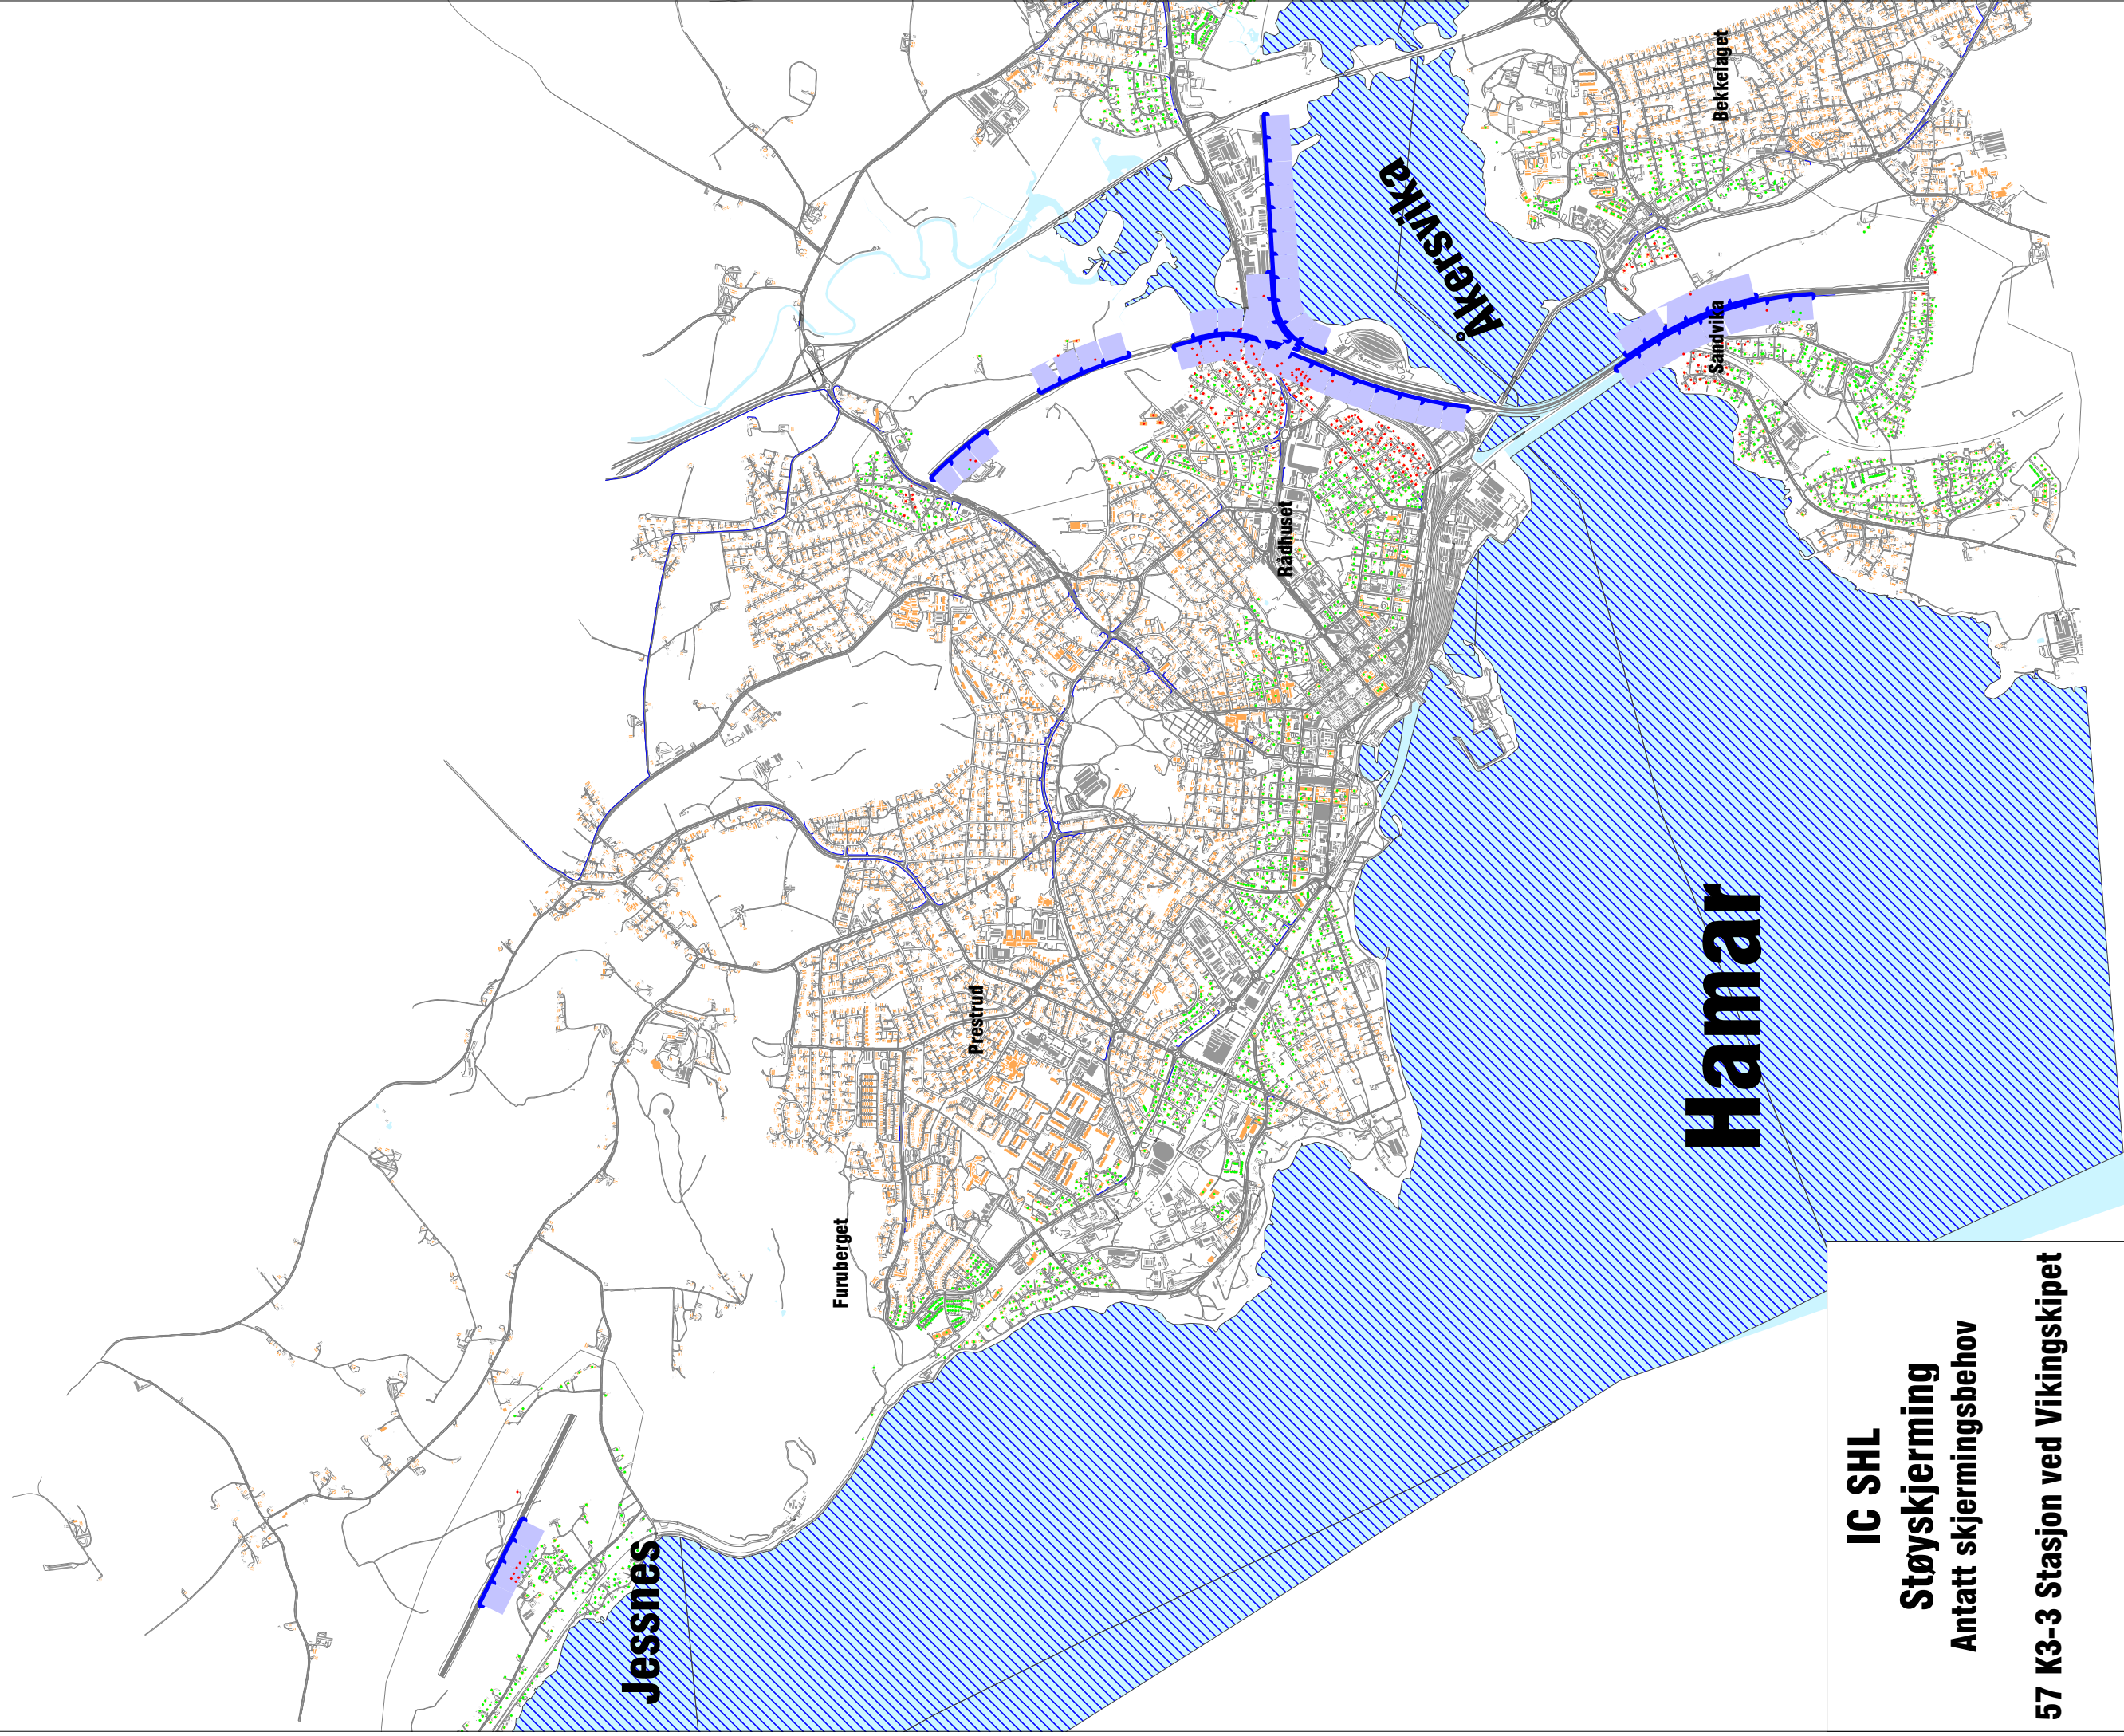 Bekkelaget
Åkersvika
Sandvika
Rådhuset
Hamar
Prestrud
Furuberget
Jessnes
IC SHL
Støyskjerming
Antatt skjermingsbehov
57 K3-3 Stasjon ved Vikingskipet